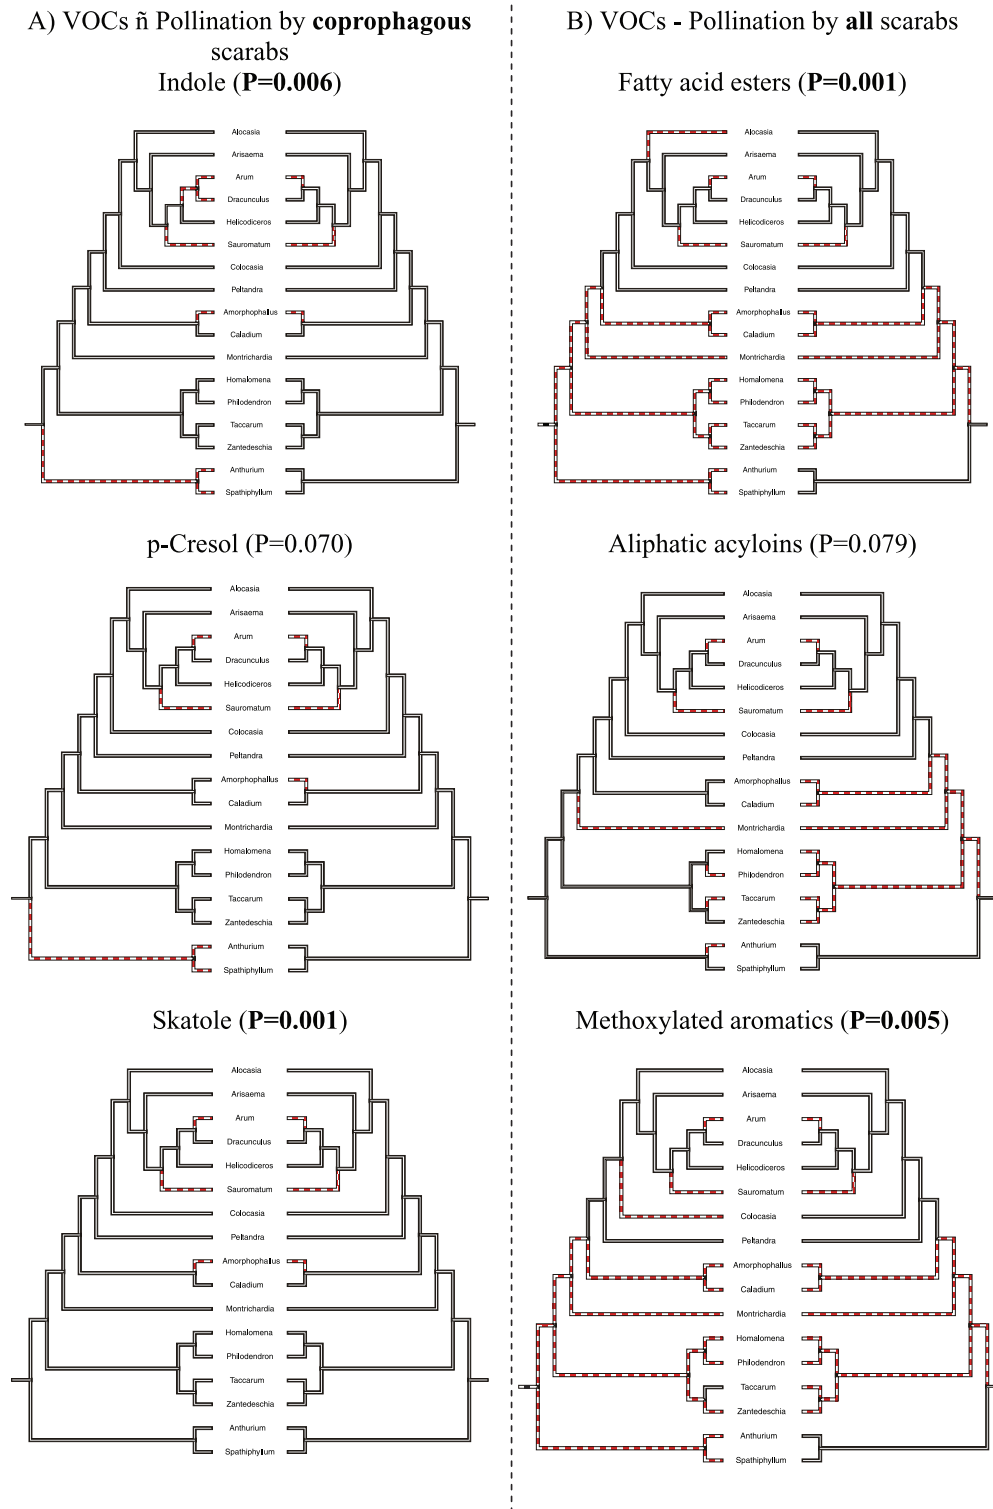 A) VOCs ñ Pollination by coprophagous
scarabs
Indole (P=0.006)
Alocasia
Arisaema
Arum
Dracunculus
Helicodiceros
Sauromatum
Colocasia
Peltandra
Amorphophallus
Caladium
Montrichardia
Homalomena
Philodendron
Taccarum
Zantedeschia
Anthurium
Spathiphyllum
p-Cresol (P=0.070)
Alocasia
Arisaema
Arum
Dracunculus
Helicodiceros
Sauromatum
Colocasia
Peltandra
Amorphophallus
Caladium
Montrichardia
Homalomena
Philodendron
Taccarum
Zantedeschia
Anthurium
Spathiphyllum
Skatole (P=0.001)
Alocasia
Arisaema
Arum
Dracunculus
Helicodiceros
Sauromatum
Colocasia
Peltandra
Amorphophallus
Caladium
Montrichardia
Homalomena
Philodendron
Taccarum
Zantedeschia
Anthurium
Spathiphyllum
B) VOCs - Pollination by all scarabs
Fatty acid esters (P=0.001)
Alocasia
Arisaema
Arum
Dracunculus
Helicodiceros
Sauromatum
Colocasia
Peltandra
Amorphophallus
Caladium
Montrichardia
Homalomena
Philodendron
Taccarum
Zantedeschia
Anthurium
Spathiphyllum
Aliphatic acyloins (P=0.079)
Alocasia
Arisaema
Arum
Dracunculus
Helicodiceros
Sauromatum
Colocasia
Peltandra
Amorphophallus
Caladium
Montrichardia
Homalomena
Philodendron
Taccarum
Zantedeschia
Anthurium
Spathiphyllum
Methoxylated aromatics (P=0.005)
Alocasia
Arisaema
Arum
Dracunculus
Helicodiceros
Sauromatum
Colocasia
Peltandra
Amorphophallus
Caladium
Montrichardia
Homalomena
Philodendron
Taccarum
Zantedeschia
Anthurium
Spathiphyllum